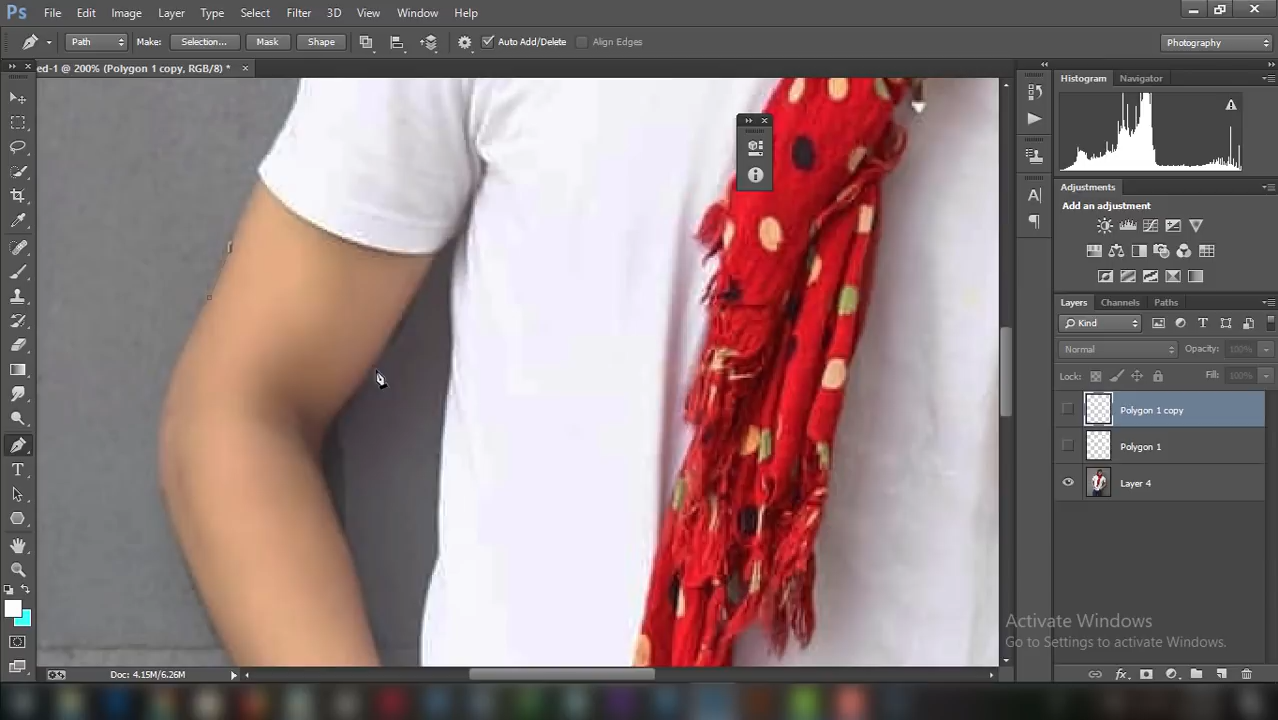 Ps File Edit Image Layer Type Select Filter 3D View Window Help
Path Make: Selection... Mask Shape Auto Add/Delete Align Edges Photography
ed-1 @ 200% (Polygon 1 copy, RGB/8) *
Histogram Navigator
Adjustments
Add an adjustment
Layers Channels Paths
Kind
Normal Opacity: 100%
Lock: Fill: 100%
Polygon 1 copy
Polygon 1
Layer 4
Activate Windows
Go to Settings to activate Windows.
Doc: 4.15M/6.26M